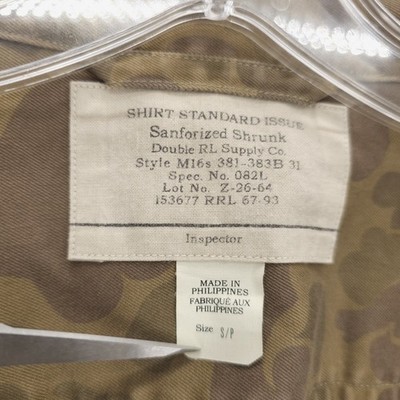 SHIRT STANDARD ISSUE
Sanforized Shrunk
Double RL Supply Co.
Style M16s 381-383B 31
Spec. No. 082L
Lot No. Z-26-64
153677 RRL 67-93
Inspector
MADE IN
PHILIPPINES
FABRIQUÉ AUX
PHILIPPINES
Size S/P